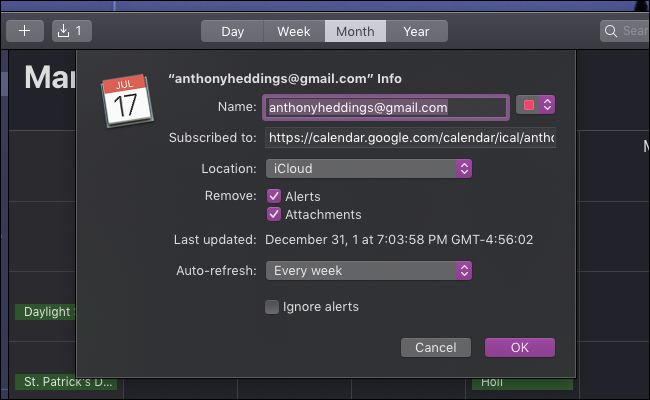 + 1 Day Week Month Year Sear
Mar
JUL
17
“anthonyheddings@gmail.com” Info
Name: anthonyheddings@gmail.com
Subscribed to: https://calendar.google.com/calendar/ical/antho
Location: iCloud
Remove: Alerts
Attachments
Last updated: December 31, 1 at 7:03:58 PM GMT-4:56:02
Auto-refresh: Every week
Ignore alerts
Daylight
Cancel OK
St. Patrick's D...
Holi